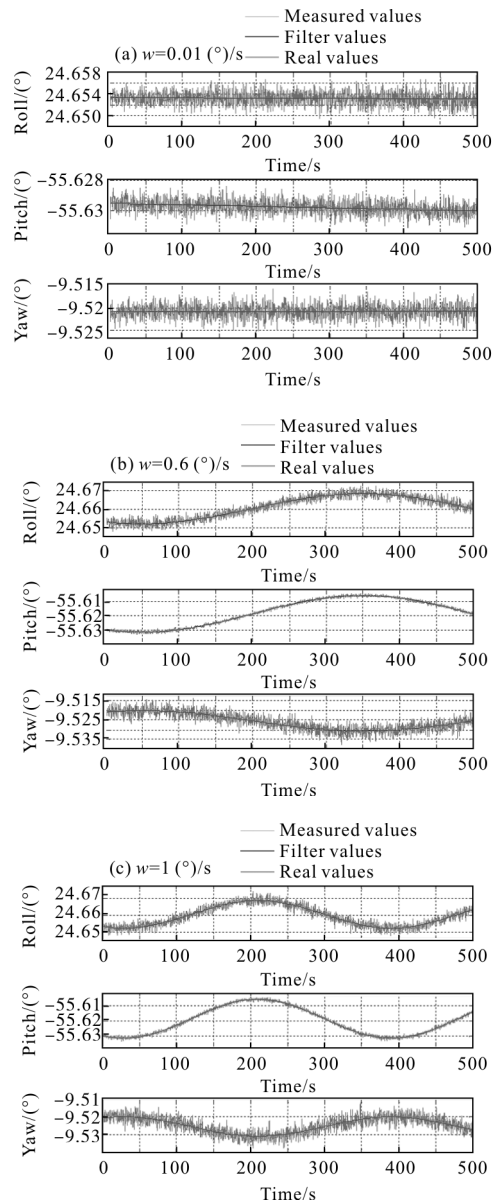 Measured values
Filter values
(a) w=0.01 (°)/s
Real values
Roll/(°)
24.658
24.654
24.650
0 100 200 300 400 500
Time/s
Pitch/(°)
−55.628
−55.63
0 100 200 300 400 500
Time/s
Yaw/(°)
−9.515
−9.52
−9.525
0 100 200 300 400 500
Time/s
Measured values
Filter values
(b) w=0.6 (°)/s
Real values
Roll/(°)
24.67
24.66
24.65
0 100 200 300 400 500
Time/s
Pitch/(°)
−55.61
−55.62
−55.63
0 100 200 300 400 500
Time/s
Yaw/(°)
−9.515
−9.525
−9.535
0 100 200 300 400 500
Time/s
Measured values
Filter values
(c) w=1 (°)/s
Real values
Roll/(°)
24.67
24.66
24.65
0 100 200 300 400 500
Time/s
Pitch/(°)
−55.61
−55.62
−55.63
0 100 200 300 400 500
Time/s
Yaw/(°)
−9.51
−9.52
−9.53
0 100 200 300 400 500
Time/s